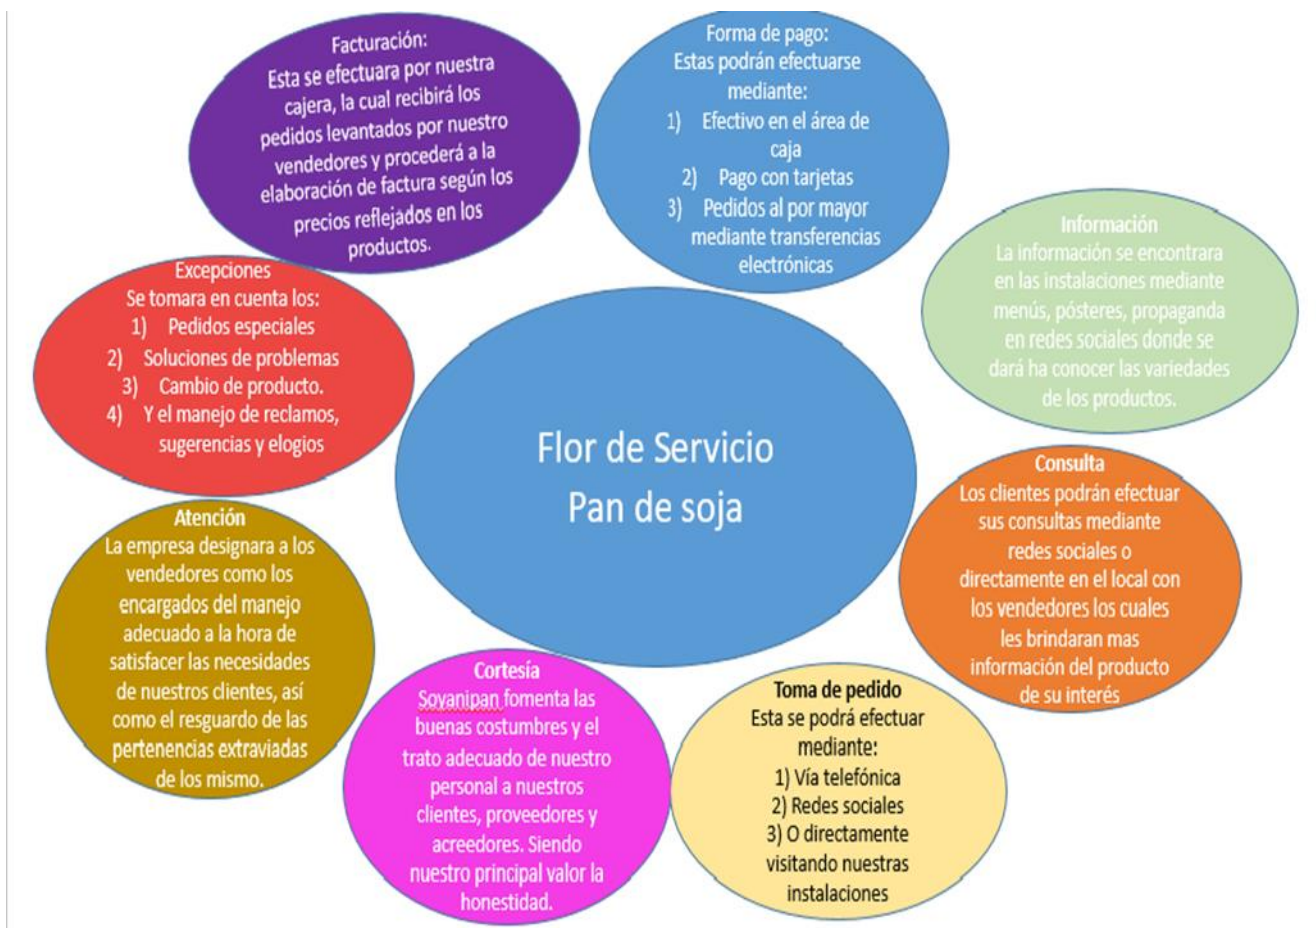 Facturación:
Esta se efectuara por nuestra
cajera, la cual recibirá los
pedidos levantados por nuestro
vendedores y procederá a la
elaboración de factura según los
precios reflejados en los
productos.
Forma de pago:
Estas podrán efectuarse
mediante:
1) Efectivo en el área de
caja
2) Pago con tarjetas
3) Pedidos al por mayor
mediante transferencias
electrónicas
Información
La información se encontrara
en las instalaciones mediante
menús, pósteres, propaganda
en redes sociales donde se
dará ha conocer las variedades
de los productos.
Excepciones
Se tomara en cuenta los:
1) Pedidos especiales
2) Soluciones de problemas
3) Cambio de producto.
4) Y el manejo de reclamos,
sugerencias y elogios
Flor de Servicio
Pan de soja
Consulta
Los clientes podrán efectuar
sus consultas mediante
redes sociales o
directamente en el local con
los vendedores los cuales
les brindaran mas
información del producto
de su interés
Atención
La empresa designara a los
vendedores como los
encargados del manejo
adecuado a la hora de
satisfacer las necesidades
de nuestros clientes, así
como el resguardo de las
pertenencias extraviadas
de los mismo.
Cortesía
Soyanipan fomenta las
buenas costumbres y el
trato adecuado de nuestro
personal a nuestros
clientes, proveedores y
acreedores. Siendo
nuestro principal valor la
honestidad.
Toma de pedido
Esta se podrá efectuar
mediante:
1) Vía telefónica
2) Redes sociales
3) O directamente
visitando nuestras
instalaciones